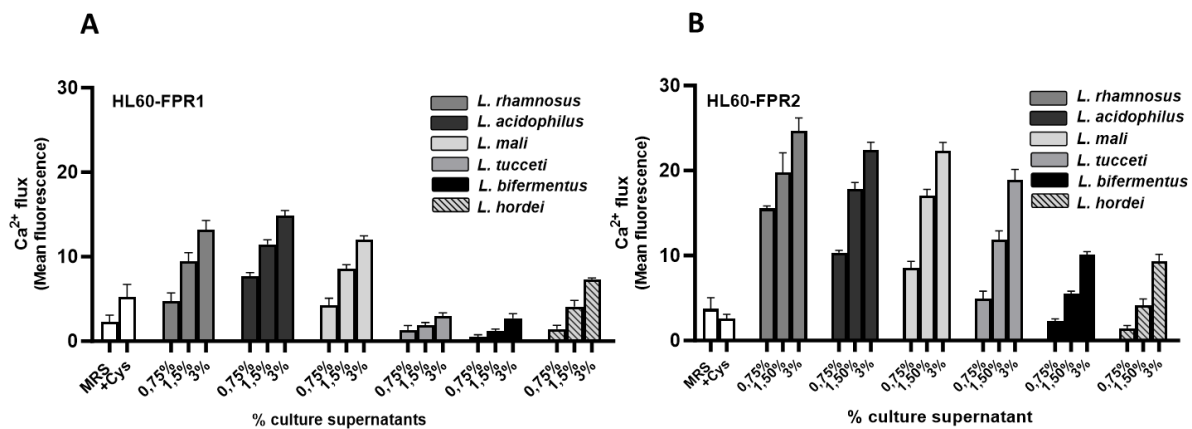 A
HL60-FPR1
Ca2+ flux
(Mean fluorescence)
30
20
10
0
L. rhamnosus
L. acidophilus
L. mali
L. tucceti
L. bifermentus
L. hordei
MRS
+Cys
0,75%
1,5%
3%
0,75%
1,5%
3%
0,75%
1,5%
3%
0,75%
1,5%
3%
0,75%
1,5%
3%
0,75%
1,5%
3%
% culture supernatants
B
HL60-FPR2
Ca2+ flux
(Mean fluorescence)
30
20
10
0
L. rhamnosus
L. acidophilus
L. mali
L. tucceti
L. bifermentus
L. hordei
MRS
+Cys
0,75%
1,50%
3%
0,75%
1,50%
3%
0,75%
1,50%
3%
0,75%
1,50%
3%
0,75%
1,50%
3%
0,75%
1,50%
3%
% culture supernatant